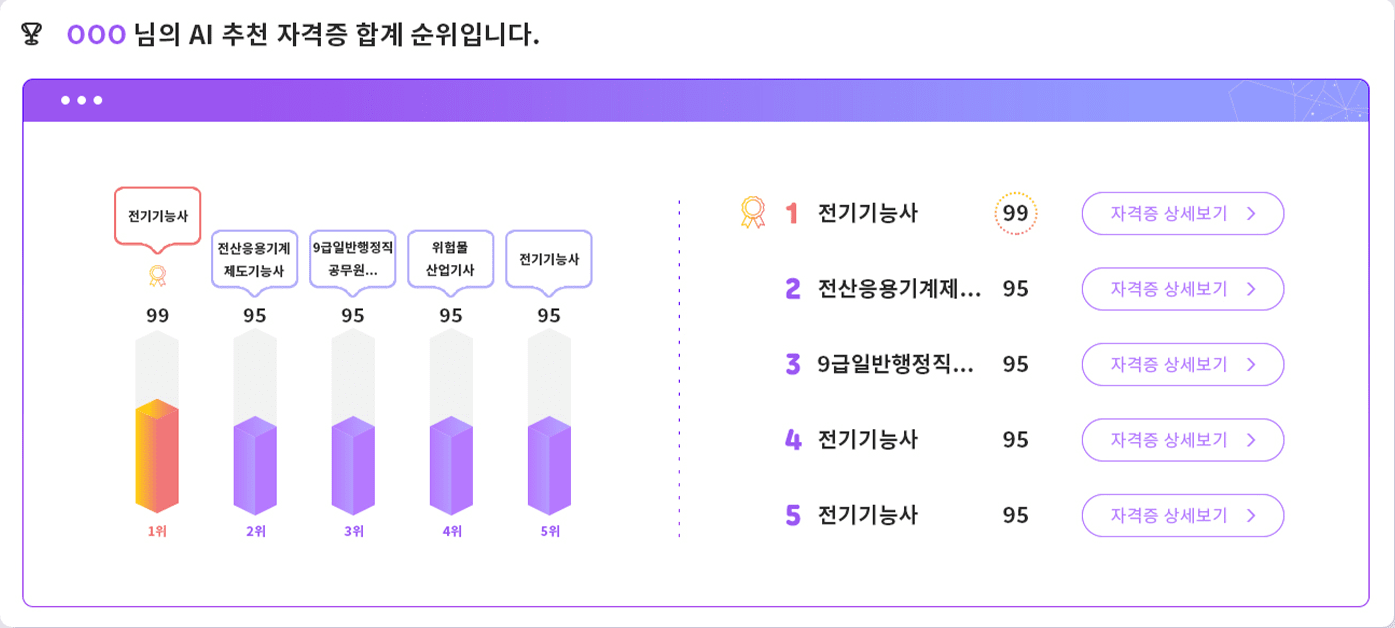 OOO 님의 AI 추천 자격증 합계 순위입니다.
전기기능사
99
1위
전산응용기계
제도기능사
95
2위
9급일반행정직
공무원...
95
3위
위험물
산업기사
95
4위
전기기능사
95
5위
1 전기기능사 99 자격증 상세보기 >
2 전산응용기계제... 95 자격증 상세보기 >
3 9급일반행정직... 95 자격증 상세보기 >
4 전기기능사 95 자격증 상세보기 >
5 전기기능사 95 자격증 상세보기 >